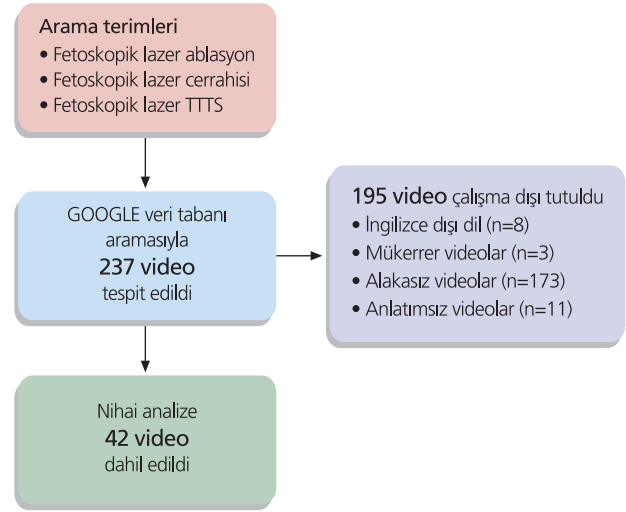 Arama terimleri
• Fetoskopik lazer ablasyon
• Fetoskopik lazer cerrahisi
• Fetoskopik lazer TTTS
GOOGLE veri tabanı
aramasıyla
237 video
tespit edildi
195 video çalışma dışı tutuldu
• İngilizce dışı dil (n=8)
• Mükerrer videolar (n=3)
• Alakasız videolar (n=173)
• Anlatımsız videolar (n=11)
Nihai analize
42 video
dahil edildi